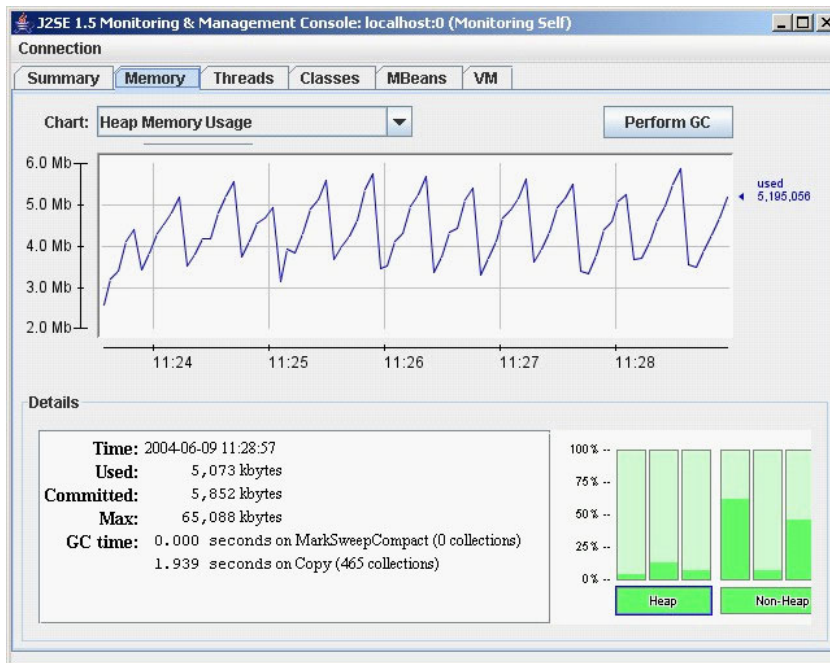 J2SE 1.5 Monitoring & Management Console: localhost:0 (Monitoring Self)
Connection
Summary Memory Threads Classes MBeans VM
Chart: Heap Memory Usage Perform GC
6.0 Mb
5.0 Mb
4.0 Mb
3.0 Mb
2.0 Mb
used
5,195,056
11:24 11:25 11:26 11:27 11:28
Details
Time: 2004-06-09 11:28:57
Used: 5,073 kbytes
Committed: 5,852 kbytes
Max: 65,088 kbytes
GC time: 0.000 seconds on MarkSweepCompact (0 collections)
1.939 seconds on Copy (465 collections)
100% --
75% --
50% --
25% --
0% --
Heap Non-Heap